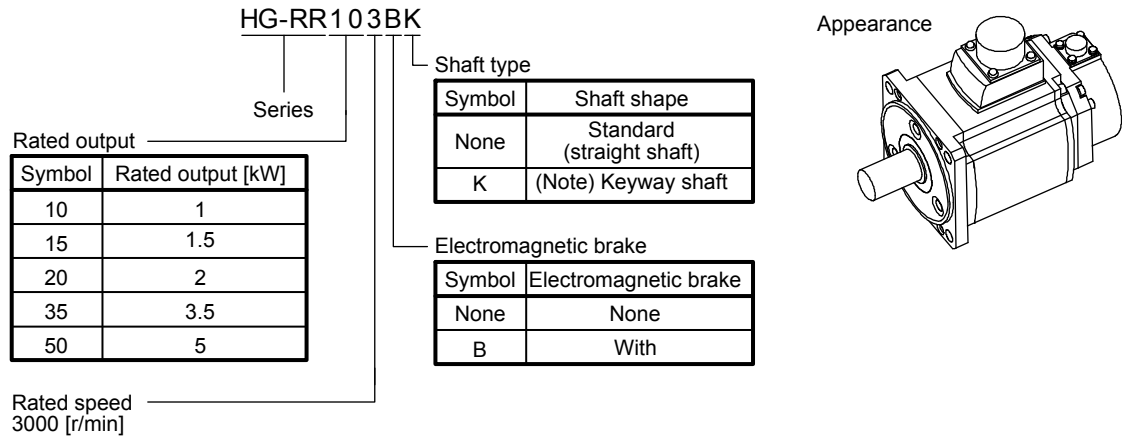 HG-RR103BK
Appearance
Series
Shaft type
Symbol Shaft shape
None Standard
(straight shaft)
K (Note) Keyway shaft
Rated output
Symbol Rated output [kW]
10 1
15 1.5
20 2
35 3.5
50 5
Electromagnetic brake
Symbol Electromagnetic brake
None None
B With
Rated speed
3000 [r/min]